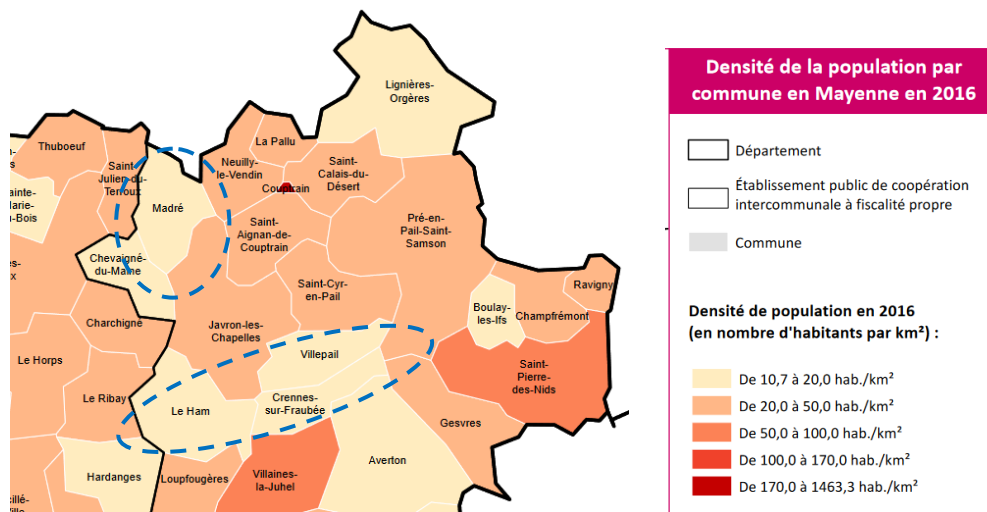 Lignières-
Orgères
Thuboeuf
La Pallu
Saint-
Julien-du-
Terroux
Neuilly-
le-Vendin
Saint-
Calais-du-
Désert
Couptrain
Madré
Saint-
Aignan-de-
Couptrain
Pré-en-
Pail-Saint-
Samson
Chevaigné-
du-Maine
Saint-Cyr-
en-Pail
Ravigny
Boulay-
les-Ifs
Champfrémont
Charchigné
Javron-les-
Chapelles
Villepail
Le Horps
Saint-
Pierre-
des-Nids
Le Ribay
Le Ham
Crennes-
sur-Fraubée
Gesvres
Averton
Hardanges
Loupfougères
Villaines-
la-Juhel
Densité de la population par
commune en Mayenne en 2016
Département
Établissement public de coopération
intercommunale à fiscalité propre
Commune
Densité de population en 2016
(en nombre d'habitants par km²) :
De 10,7 à 20,0 hab./km²
De 20,0 à 50,0 hab./km²
De 50,0 à 100,0 hab./km²
De 100,0 à 170,0 hab./km²
De 170,0 à 1463,3 hab./km²